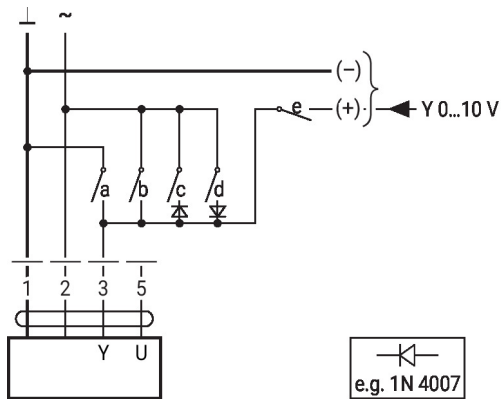 ⊥ ~
(–)
e (+) Y 0...10 V
a b c d
1 2 3 5
Y U
e.g. 1N 4007